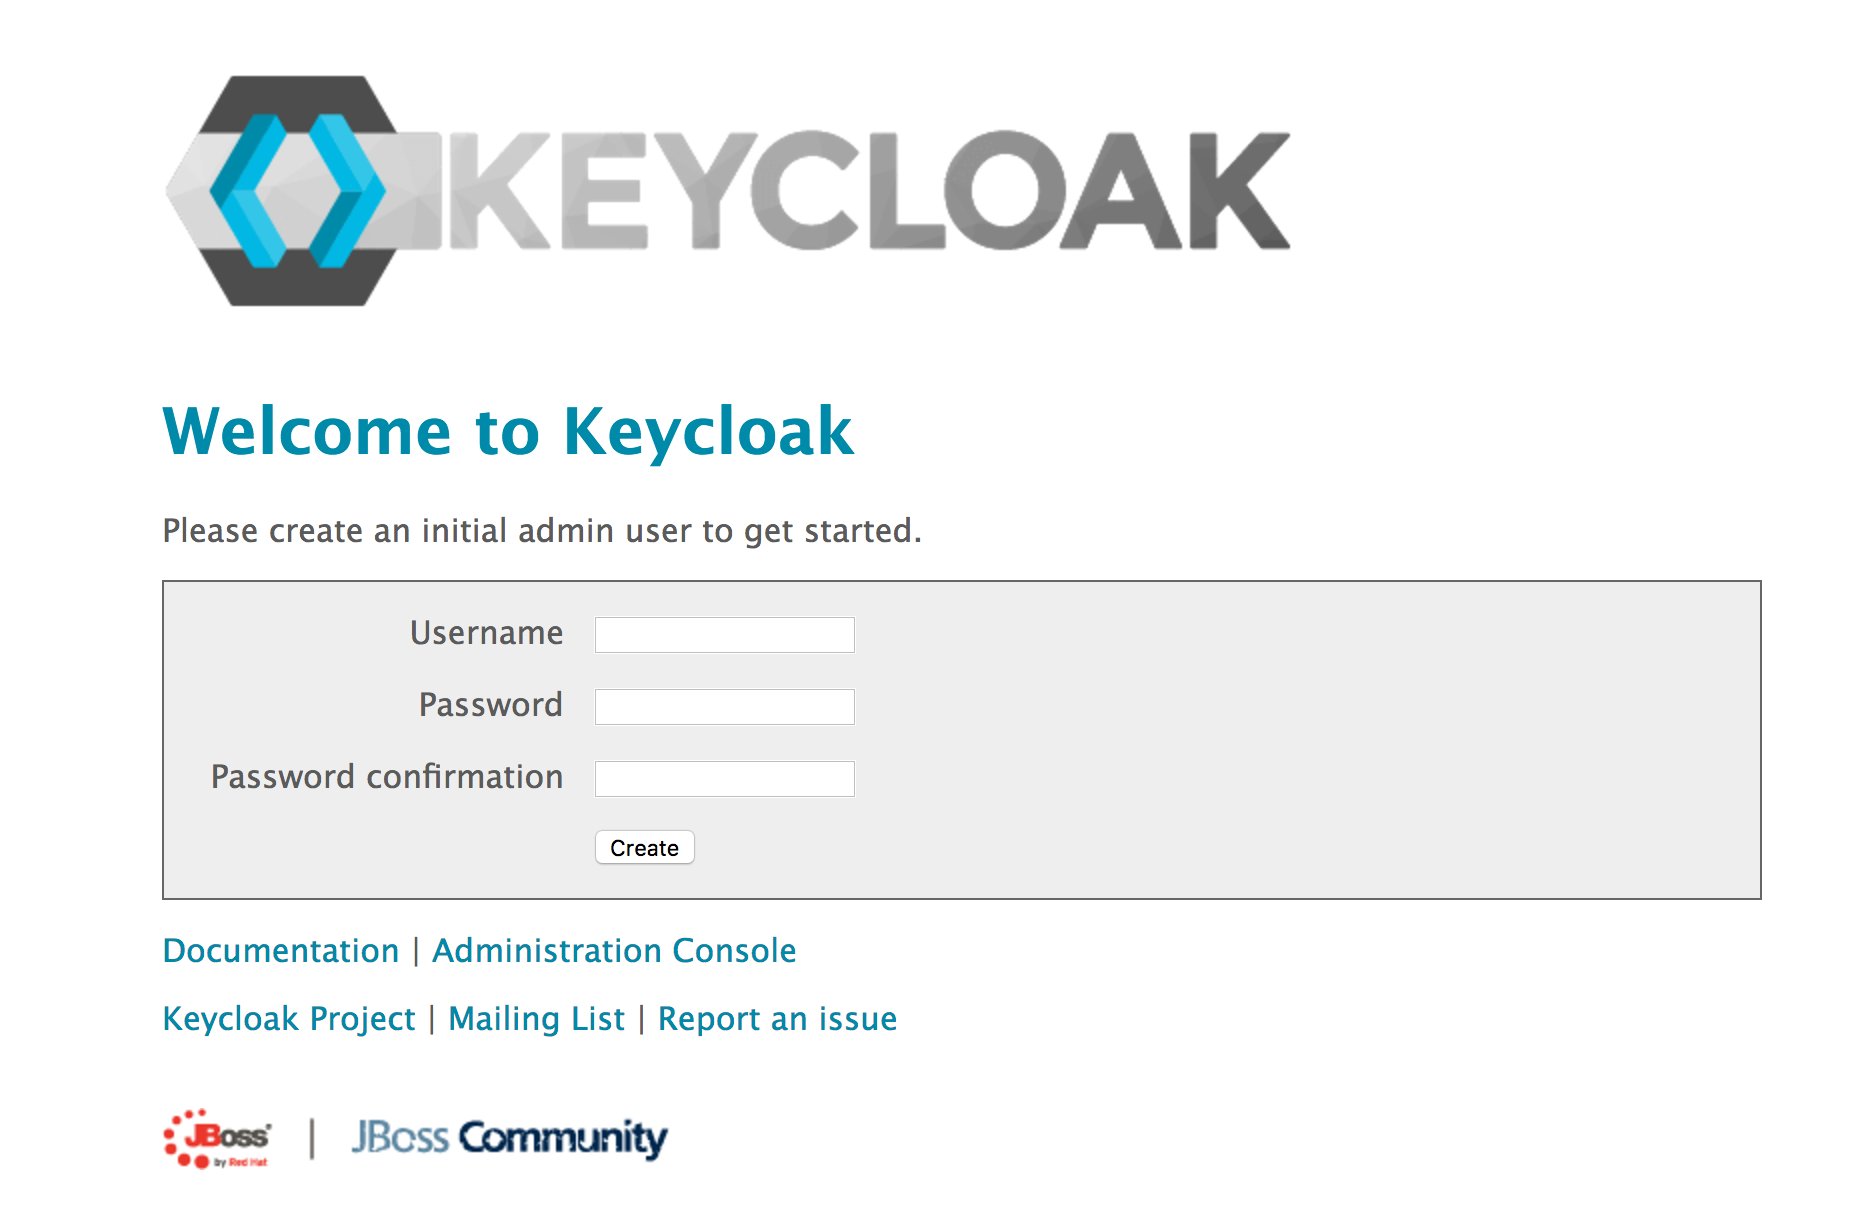 KEYCLOAK
Welcome to Keycloak
Please create an initial admin user to get started.
Username
Password
Password confirmation
Create
Documentation | Administration Console
Keycloak Project | Mailing List | Report an issue
JBoss by Red Hat | JBoss Community